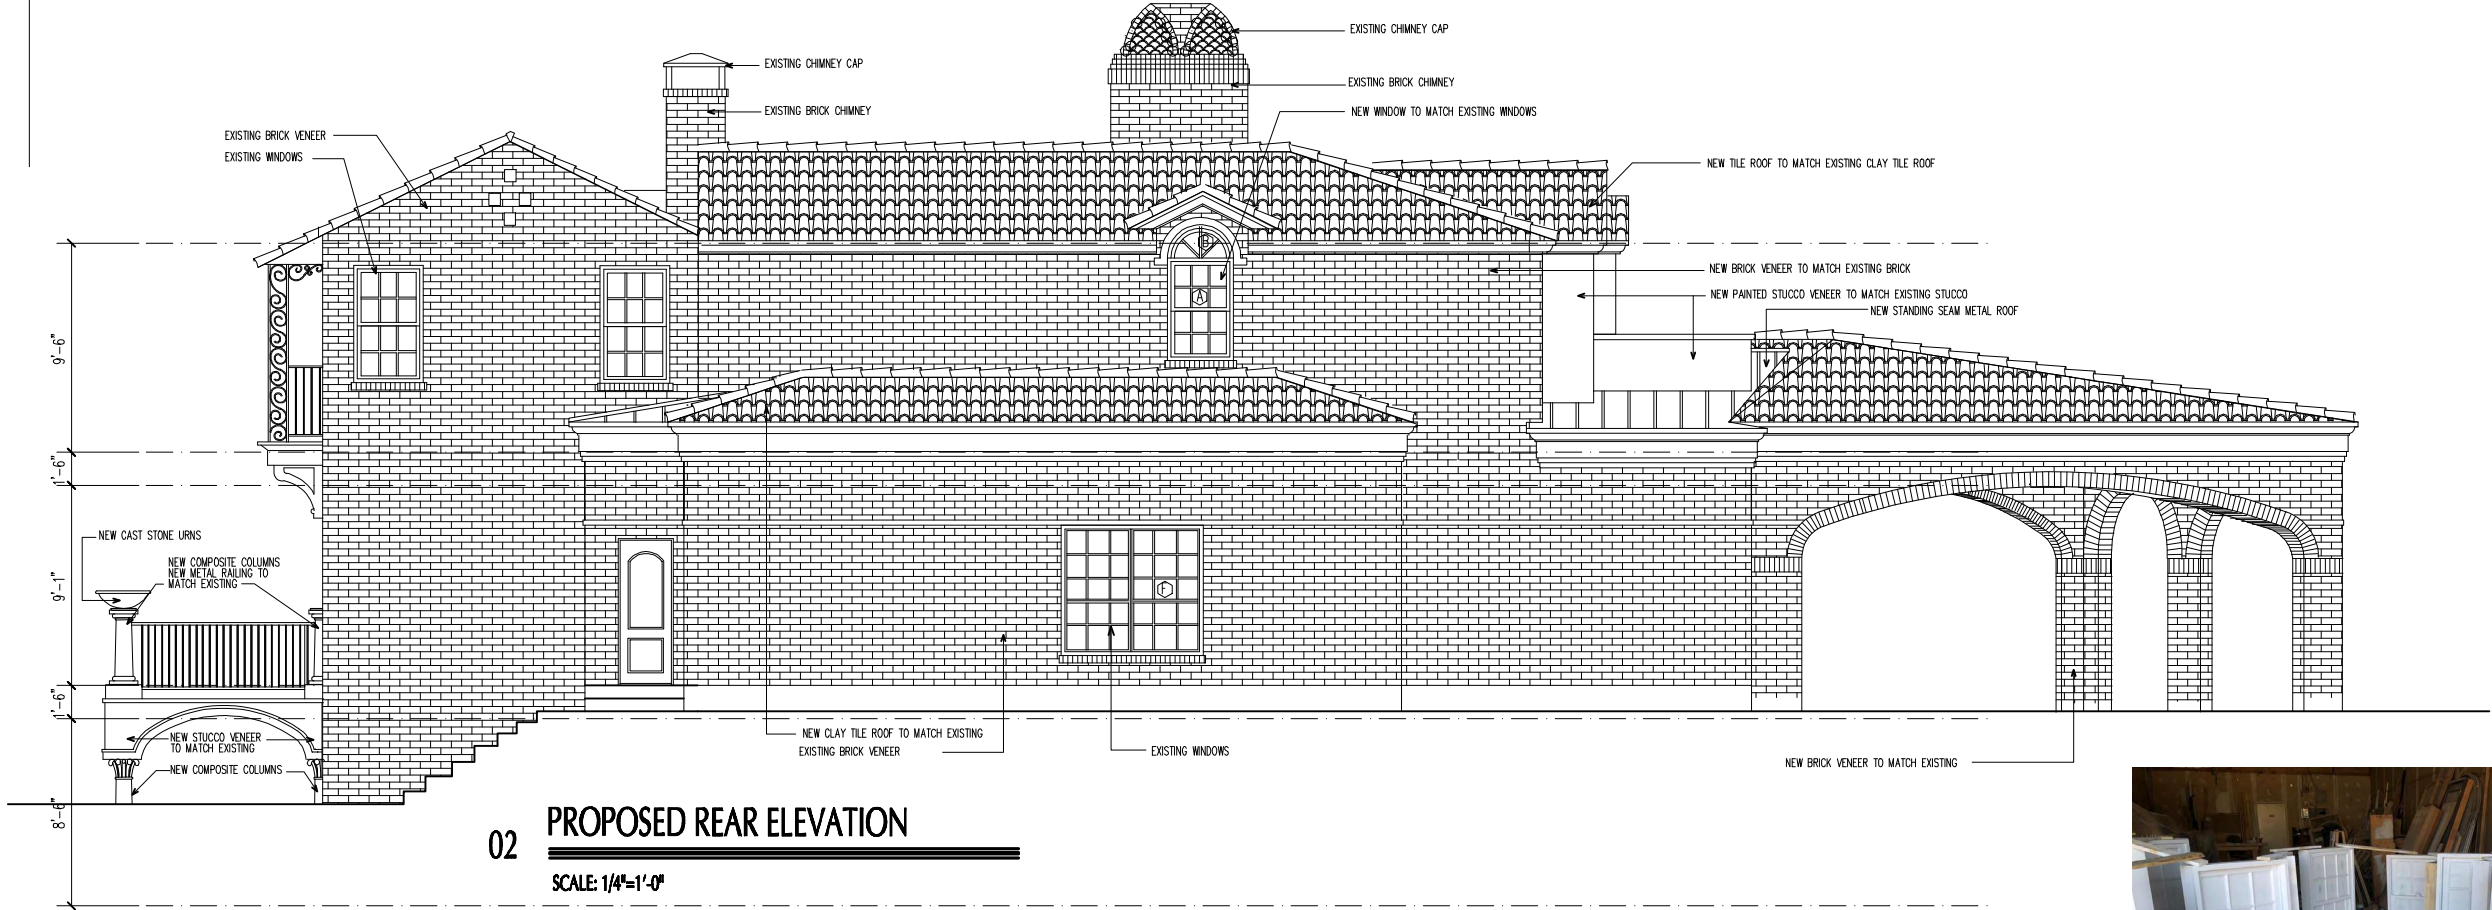 EXISTING CHIMNEY CAP
EXISTING CHIMNEY CAP
EXISTING BRICK CHIMNEY
EXISTING BRICK CHIMNEY
NEW WINDOW TO MATCH EXISTING WINDOWS
EXISTING BRICK VENEER
EXISTING WINDOWS
NEW TILE ROOF TO MATCH EXISTING CLAY TILE ROOF
B
NEW BRICK VENEER TO MATCH EXISTING BRICK
A
NEW PAINTED STUCCO VENEER TO MATCH EXISTING STUCCO
NEW STANDING SEAM METAL ROOF
9'-6"
1'-6"
NEW CAST STONE URNS
NEW COMPOSITE COLUMNS
NEW METAL RAILING TO
MATCH EXISTING
9'-1"
F
1'-6"
NEW STUCCO VENEER
TO MATCH EXISTING
NEW COMPOSITE COLUMNS
8'-6"
NEW CLAY TILE ROOF TO MATCH EXISTING
EXISTING BRICK VENEER
EXISTING WINDOWS
NEW BRICK VENEER TO MATCH EXISTING
02 PROPOSED REAR ELEVATION
SCALE: 1/4"=1'-0"